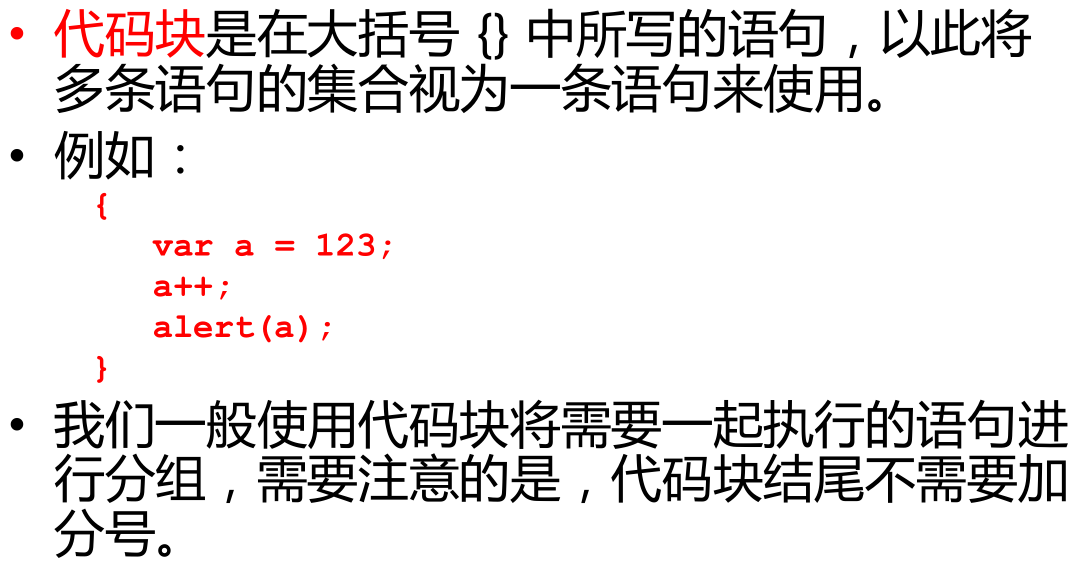 • 代码块是在大括号 {} 中所写的语句，以此将
多条语句的集合视为一条语句来使用。
• 例如：
{
var a = 123;
a++;
alert(a);
}
• 我们一般使用代码块将需要一起执行的语句进
行分组，需要注意的是，代码块结尾不需要加
分号。